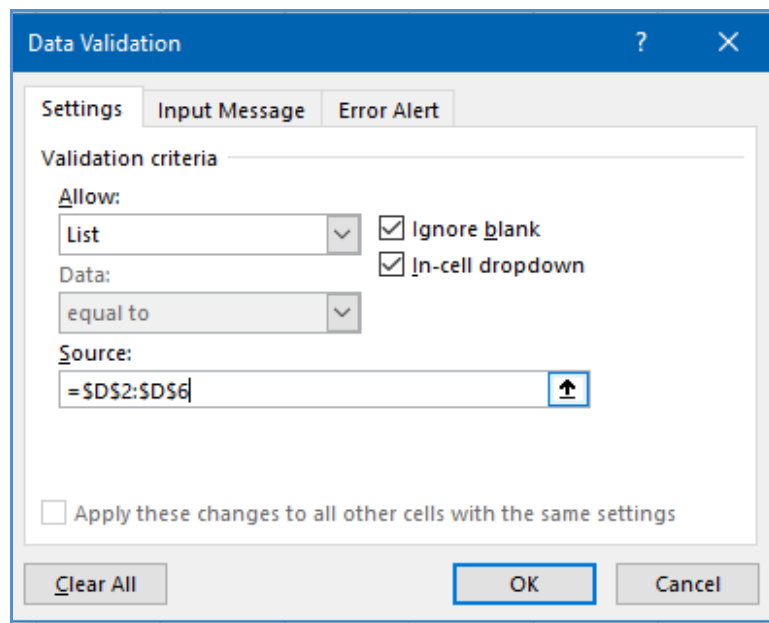 Data Validation ?
Settings Input Message Error Alert
Validation criteria
Allow:
List
Ignore blank
In-cell dropdown
Data:
equal to
Source:
=$D$2:$D$6
Apply these changes to all other cells with the same settings
Clear All OK Cancel